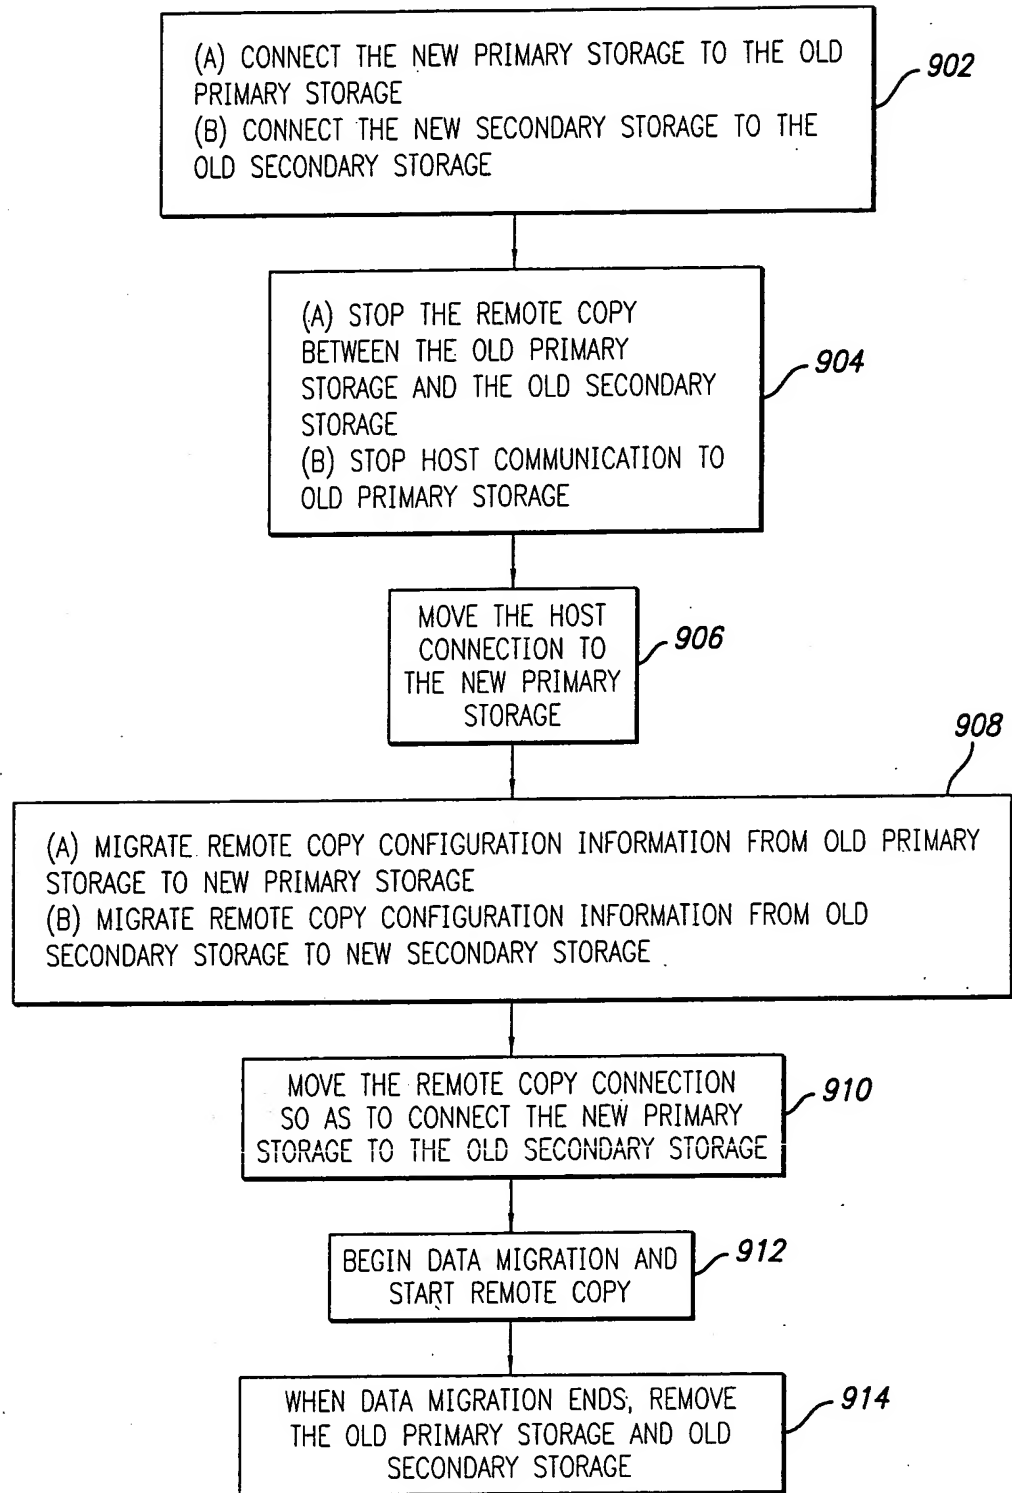 (A) CONNECT THE NEW PRIMARY STORAGE TO THE OLD
PRIMARY STORAGE
(B) CONNECT THE NEW SECONDARY STORAGE TO THE
OLD SECONDARY STORAGE
902
(A) STOP THE REMOTE COPY
BETWEEN THE OLD PRIMARY
STORAGE AND THE OLD SECONDARY
STORAGE
(B) STOP HOST COMMUNICATION TO
OLD PRIMARY STORAGE
904
MOVE THE HOST
CONNECTION TO
THE NEW PRIMARY
STORAGE
906
908
(A) MIGRATE REMOTE COPY CONFIGURATION INFORMATION FROM OLD PRIMARY
STORAGE TO NEW PRIMARY STORAGE
(B) MIGRATE REMOTE COPY CONFIGURATION INFORMATION FROM OLD
SECONDARY STORAGE TO NEW SECONDARY STORAGE
MOVE THE REMOTE COPY CONNECTION
SO AS TO CONNECT THE NEW PRIMARY
STORAGE TO THE OLD SECONDARY STORAGE
910
BEGIN DATA MIGRATION AND
START REMOTE COPY
912
WHEN DATA MIGRATION ENDS, REMOVE
THE OLD PRIMARY STORAGE AND OLD
SECONDARY STORAGE
914